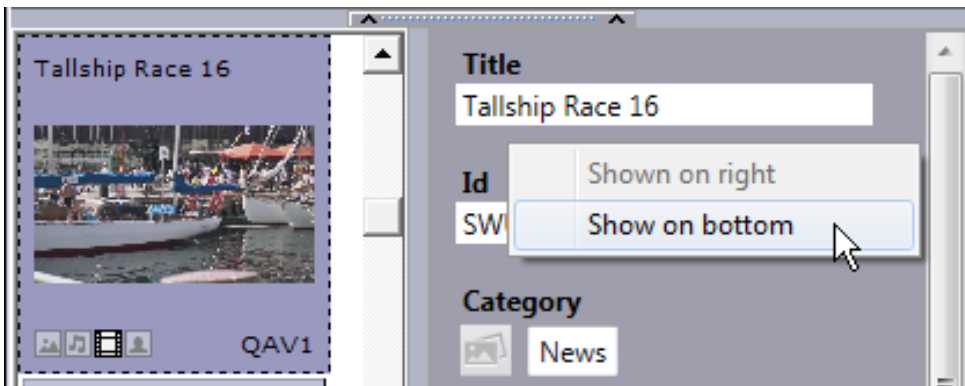 Tallship Race 16
QAV1
Title
Tallship Race 16
Id
SW
Shown on right
Show on bottom
Category
News